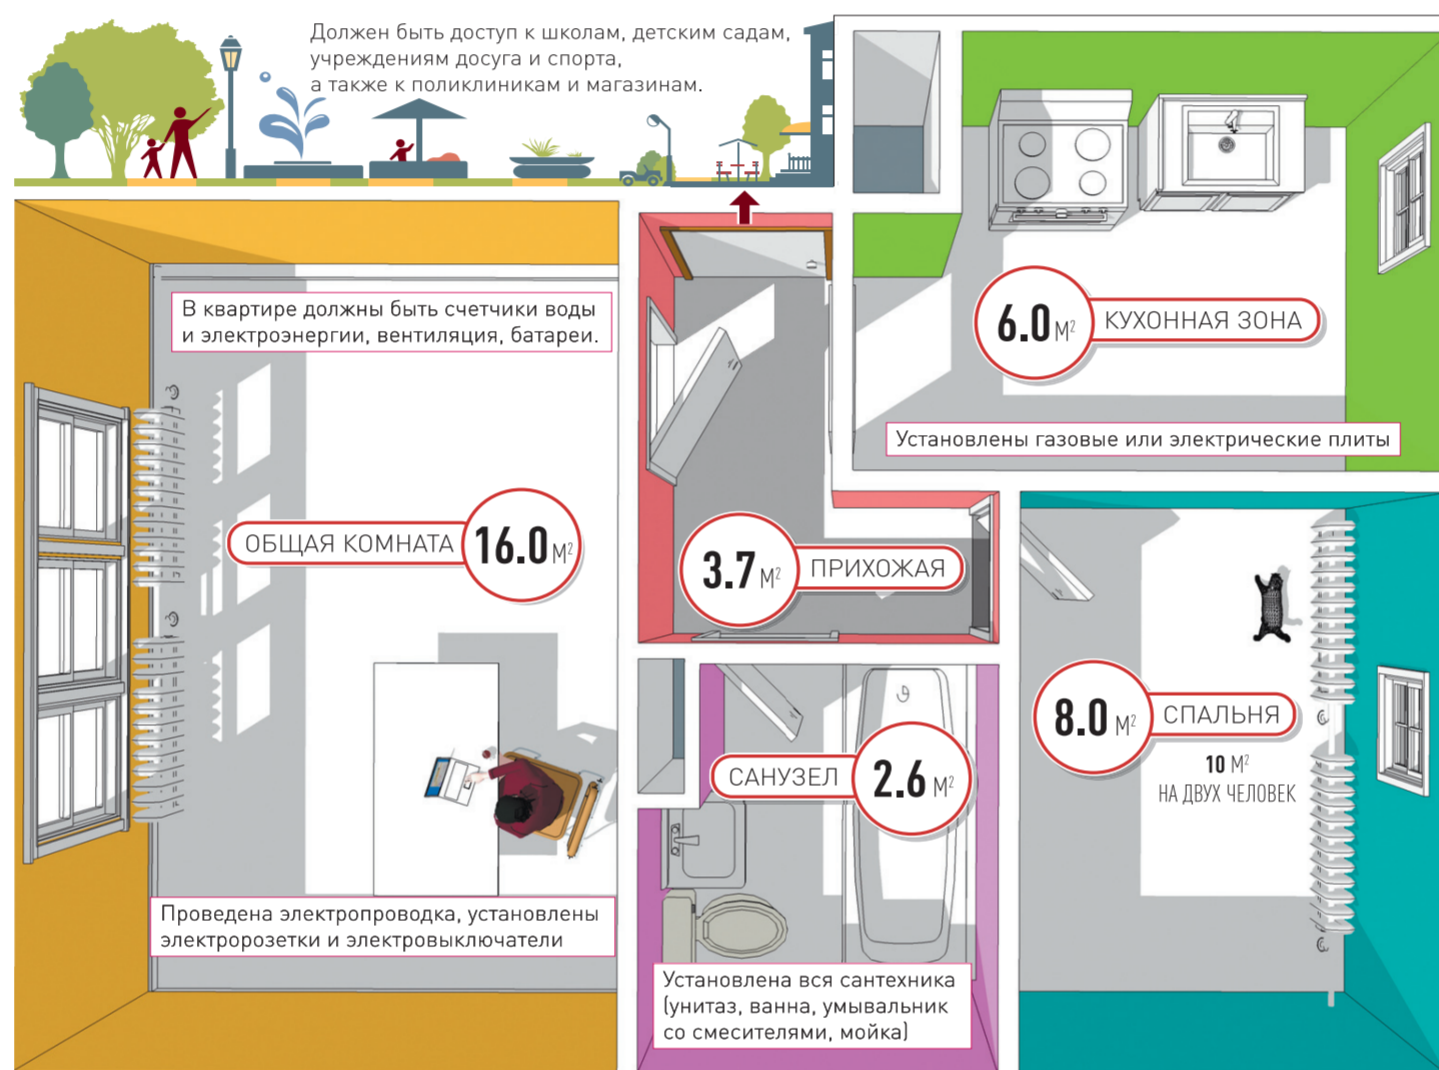 Должен быть доступ к школам, детским садам,
учреждениям досуга и спорта,
а также к поликлиникам и магазинам.
В квартире должны быть счетчики воды
и электроэнергии, вентиляция, батареи.
6.0 м² КУХОННАЯ ЗОНА
Установлены газовые или электрические плиты
ОБЩАЯ КОМНАТА 16.0 м²
3.7 м² ПРИХОЖАЯ
8.0 м² СПАЛЬНЯ
10 м²
НА ДВУХ ЧЕЛОВЕК
САНУЗЕЛ 2.6 м²
Проведена электропроводка, установлены
электророзетки и электровыключатели
Установлена вся сантехника
(унитаз, ванна, умывальник
со смесителями, мойка)